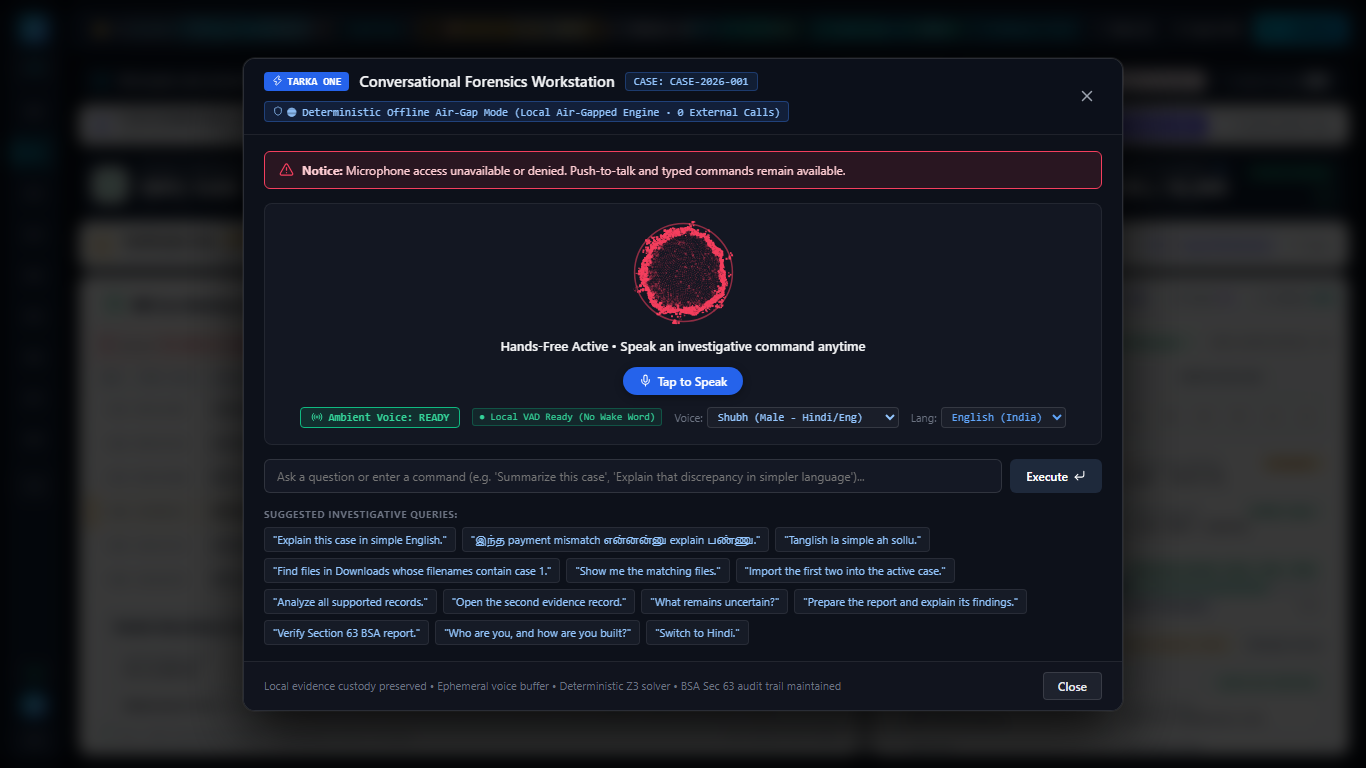 TARKA ONE Conversational Forensics Workstation CASE: CASE-2026-001
Deterministic Offline Air-Gap Mode (Local Air-Gapped Engine · 0 External Calls)
Notice: Microphone access unavailable or denied. Push-to-talk and typed commands remain available.
Hands-Free Active • Speak an investigative command anytime
Tap to Speak
Ambient Voice: READY ● Local VAD Ready (No Wake Word) Voice: Shubh (Male - Hindi/Eng) Lang: English (India)
Ask a question or enter a command (e.g. 'Summarize this case', 'Explain that discrepancy in simpler language')... Execute ↵
SUGGESTED INVESTIGATIVE QUERIES:
"Explain this case in simple English." "இந்த payment mismatch என்னன்னு explain பண்ணு." "Tanglish la simple ah sollu."
"Find files in Downloads whose filenames contain case 1." "Show me the matching files." "Import the first two into the active case."
"Analyze all supported records." "Open the second evidence record." "What remains uncertain?" "Prepare the report and explain its findings."
"Verify Section 63 BSA report." "Who are you, and how are you built?" "Switch to Hindi."
Local evidence custody preserved • Ephemeral voice buffer • Deterministic Z3 solver • BSA Sec 63 audit trail maintained Close